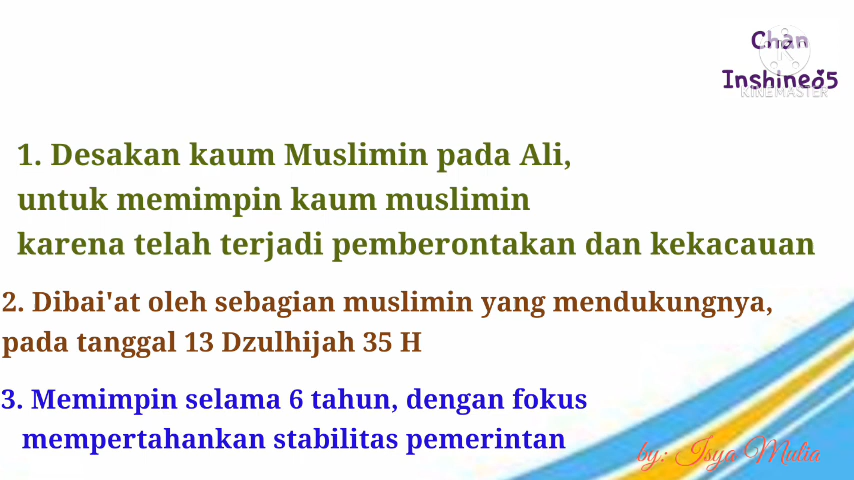 Chan
Inshine05
KINEMASTER
1. Desakan kaum Muslimin pada Ali,
untuk memimpin kaum muslimin
karena telah terjadi pemberontakan dan kekacauan
2. Dibai'at oleh sebagian muslimin yang mendukungnya,
pada tanggal 13 Dzulhijah 35 H
3. Memimpin selama 6 tahun, dengan fokus
mempertahankan stabilitas pemerintan
by: Isya Mulia